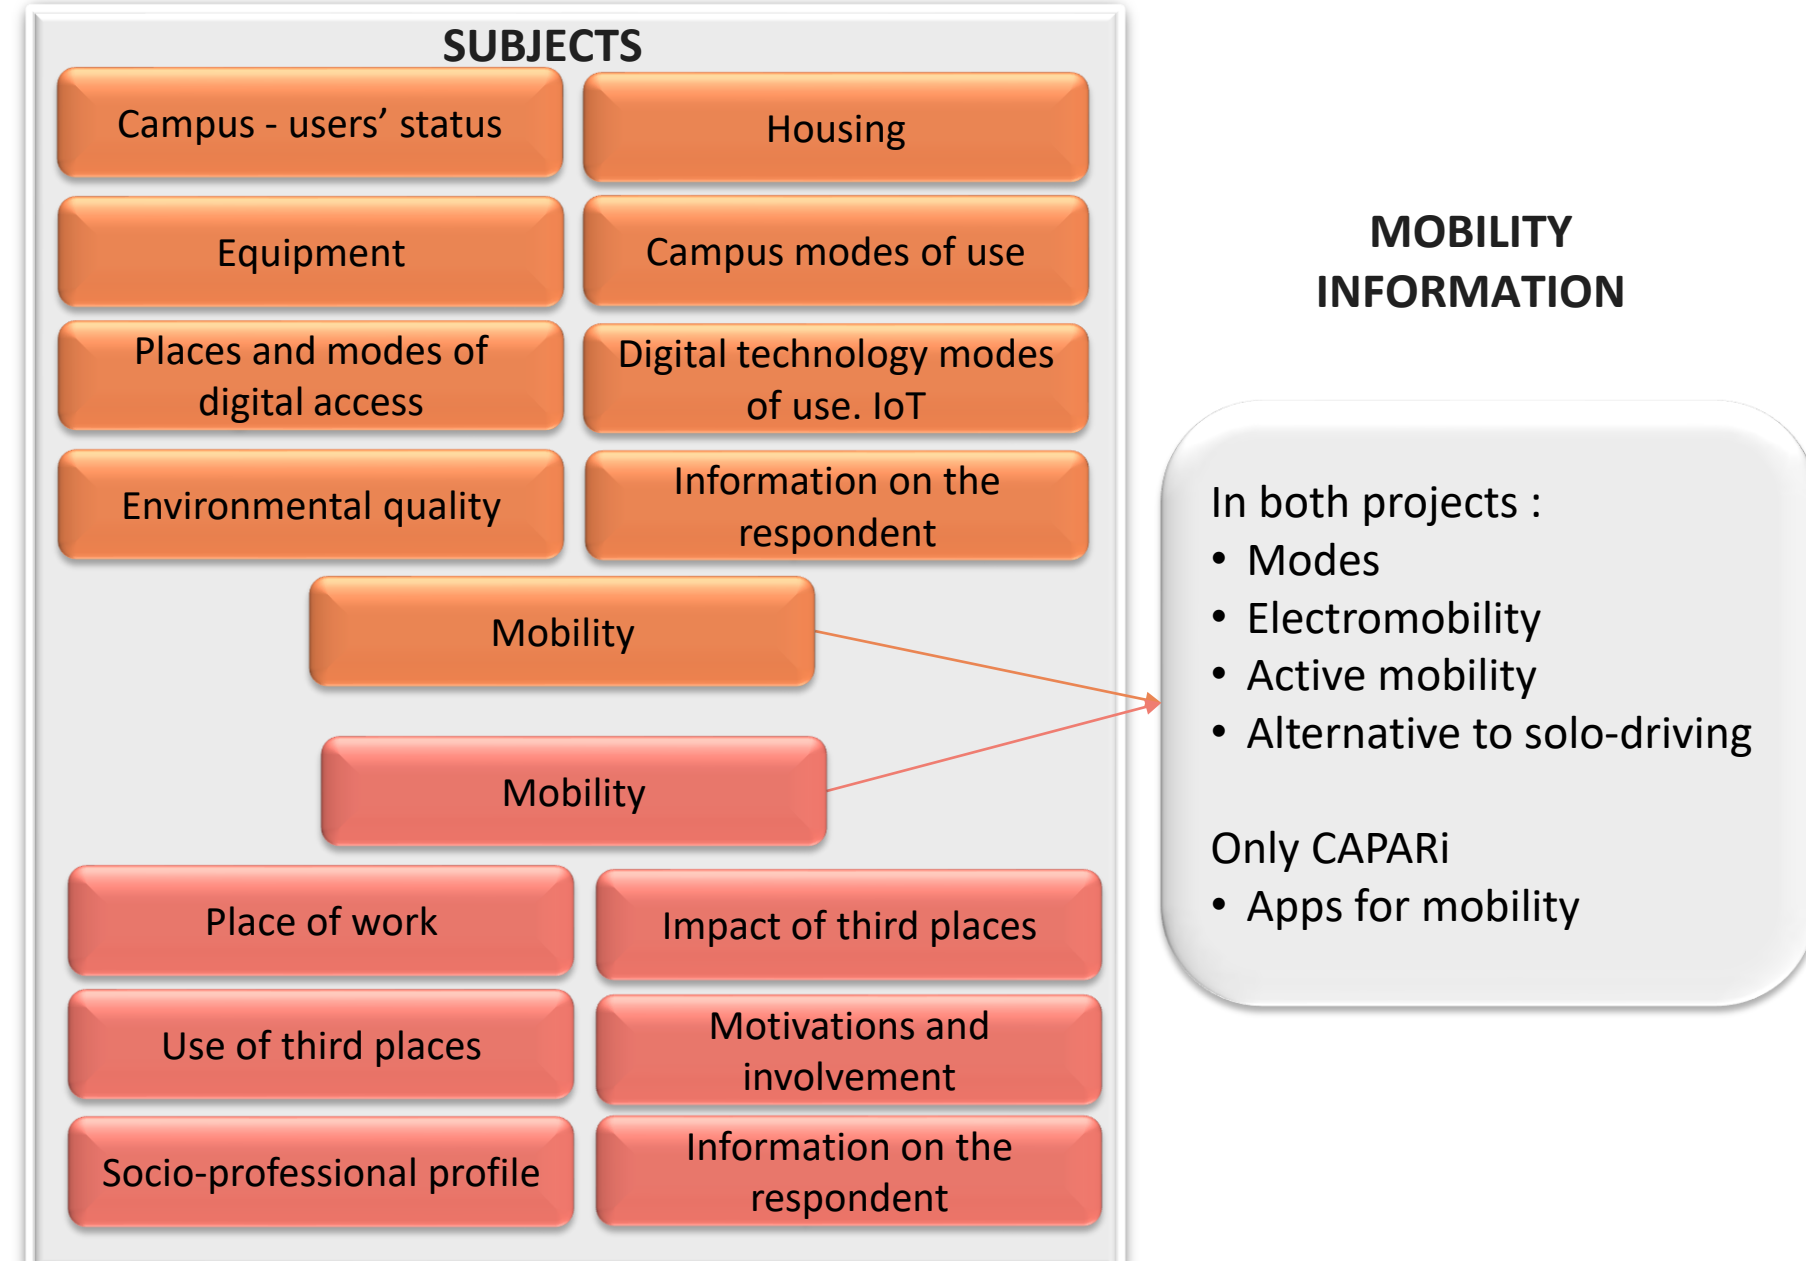 SUBJECTS
Campus - users’ status
Housing
Equipment
Campus modes of use
Places and modes of
digital access
Digital technology modes
of use. IoT
Environmental quality
Information on the
respondent
Mobility
Mobility
Place of work
Impact of third places
Use of third places
Motivations and
involvement
Socio-professional profile
Information on the
respondent
MOBILITY
INFORMATION
In both projects :
• Modes
• Electromobility
• Active mobility
• Alternative to solo-driving
Only CAPARi
• Apps for mobility